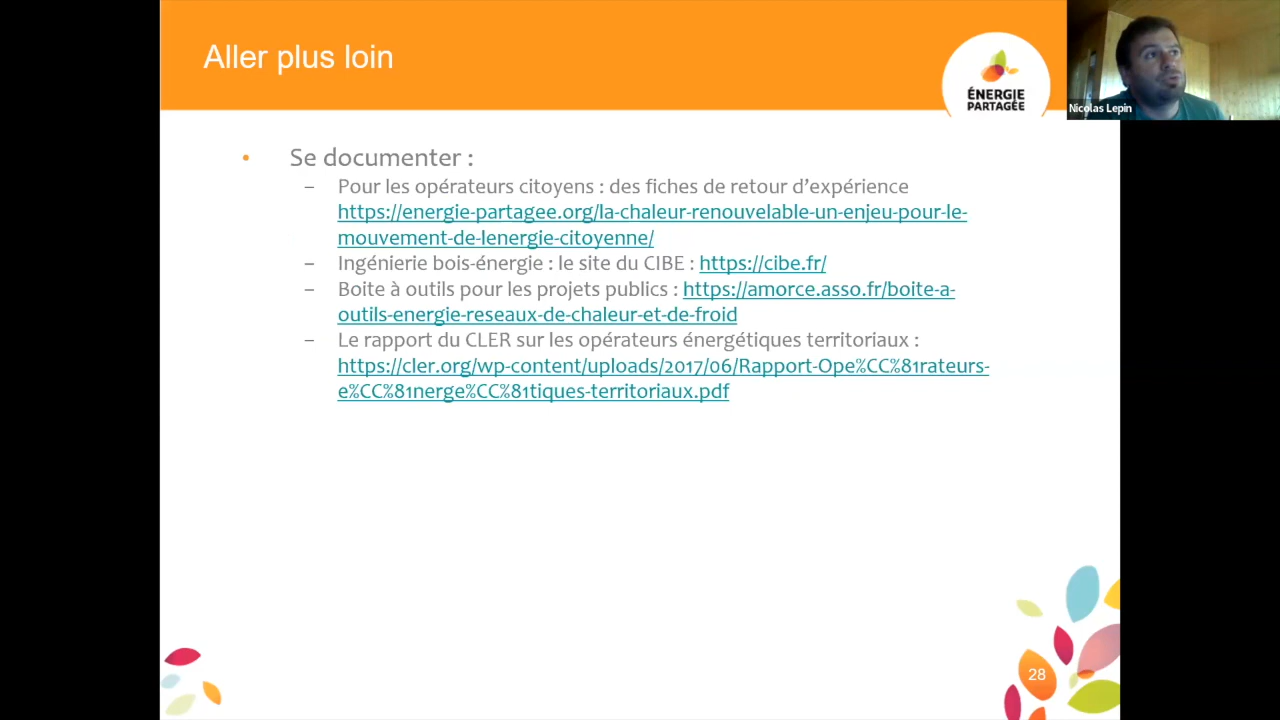 Aller plus loin
ÉNERGIE
PARTAGÉE
Nicolas Lepin
• Se documenter :
– Pour les opérateurs citoyens : des fiches de retour d’expérience
https://energie-partagee.org/la-chaleur-renouvelable-un-enjeu-pour-le-
mouvement-de-lenergie-citoyenne/
– Ingénierie bois-énergie : le site du CIBE : https://cibe.fr/
– Boite à outils pour les projets publics : https://amorce.asso.fr/boite-a-
outils-energie-reseaux-de-chaleur-et-de-froid
– Le rapport du CLER sur les opérateurs énergétiques territoriaux :
https://cler.org/wp-content/uploads/2017/06/Rapport-Ope%CC%81rateurs-
e%CC%81nerge%CC%81tiques-territoriaux.pdf
28